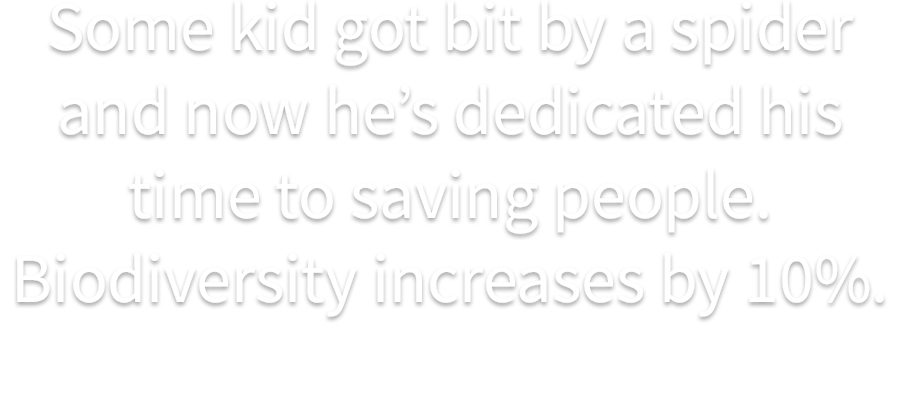 Some kid got bit by a spider
and now he’s dedicated his
time to saving people.
Biodiversity increases by 10%.